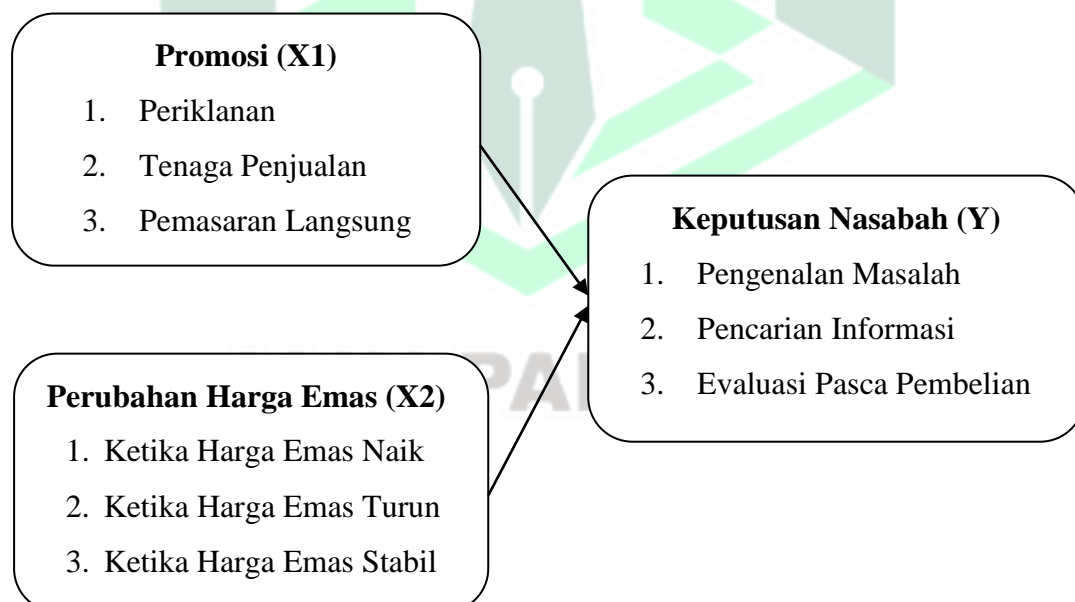 Promosi (X1)
1. Periklanan
2. Tenaga Penjualan
3. Pemasaran Langsung
Keputusan Nasabah (Y)
1. Pengenalan Masalah
2. Pencarian Informasi
3. Evaluasi Pasca Pembelian
Perubahan Harga Emas (X2)
1. Ketika Harga Emas Naik
2. Ketika Harga Emas Turun
3. Ketika Harga Emas Stabil